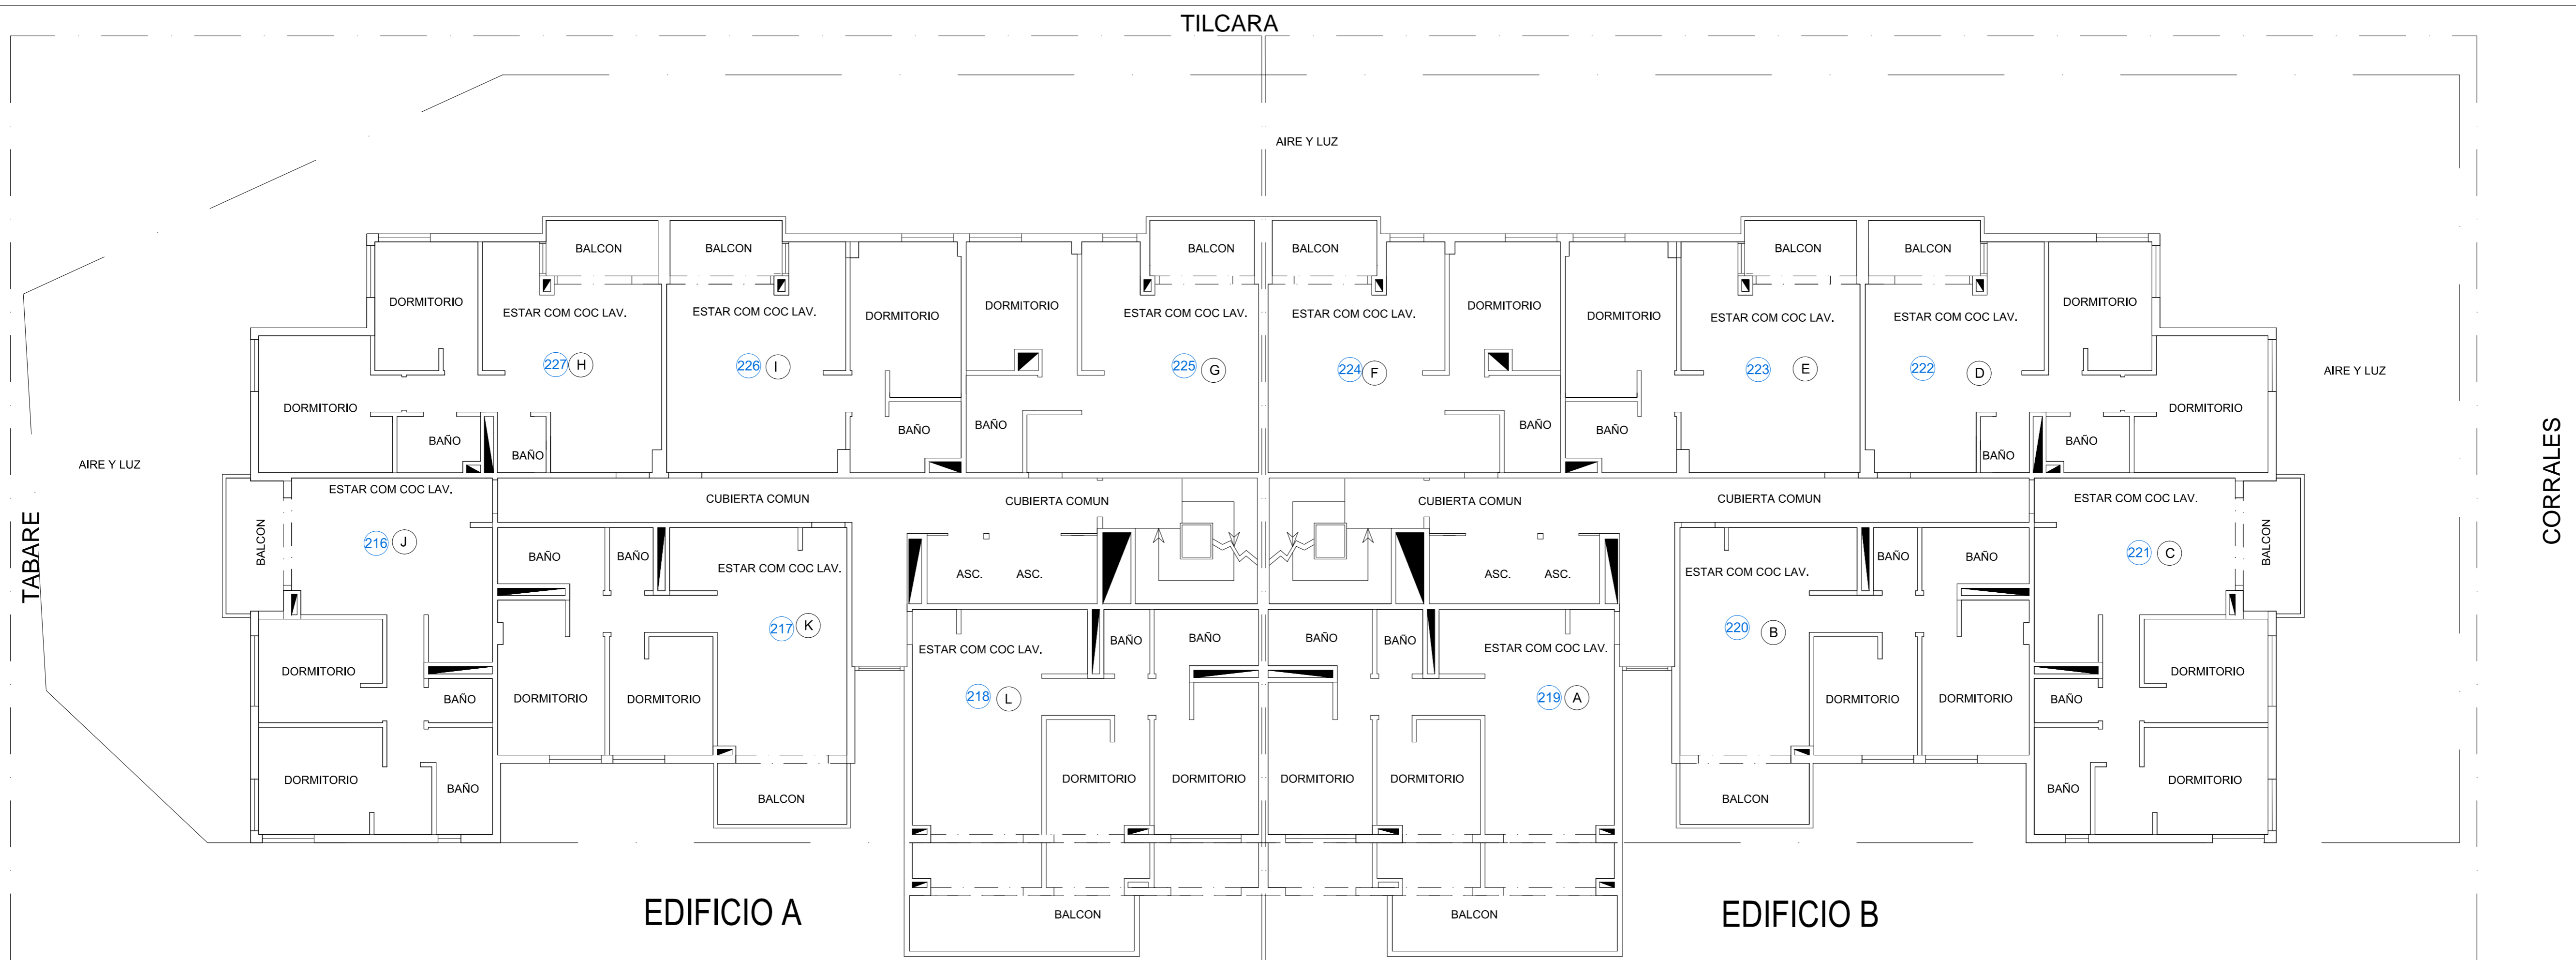 TILCARA
AIRE Y LUZ
BALCON
BALCON
BALCON
BALCON
BALCON
BALCON
DORMITORIO
ESTAR COM COC LAV.
ESTAR COM COC LAV.
DORMITORIO
DORMITORIO
ESTAR COM COC LAV.
ESTAR COM COC LAV.
DORMITORIO
DORMITORIO
ESTAR COM COC LAV.
ESTAR COM COC LAV.
DORMITORIO
227 H
226 I
225 G
224 F
223 E
222 D
AIRE Y LUZ
DORMITORIO
BAÑO
BAÑO
BAÑO
BAÑO
BAÑO
BAÑO
BAÑO
BAÑO
DORMITORIO
AIRE Y LUZ
TABARE
CORRALES
ESTAR COM COC LAV.
CUBIERTA COMUN
CUBIERTA COMUN
CUBIERTA COMUN
CUBIERTA COMUN
ESTAR COM COC LAV.
BALCON
216 J
BAÑO
BAÑO
ESTAR COM COC LAV.
ASC.
ASC.
ASC.
ASC.
ESTAR COM COC LAV.
BAÑO
BAÑO
221 C
BALCON
217 K
220 B
BAÑO
BAÑO
BAÑO
BAÑO
ESTAR COM COC LAV.
ESTAR COM COC LAV.
DORMITORIO
BAÑO
DORMITORIO
DORMITORIO
218 L
219 A
DORMITORIO
DORMITORIO
BAÑO
DORMITORIO
DORMITORIO
BAÑO
BALCON
DORMITORIO
DORMITORIO
DORMITORIO
DORMITORIO
BALCON
BAÑO
DORMITORIO
EDIFICIO A
BALCON
BALCON
EDIFICIO B